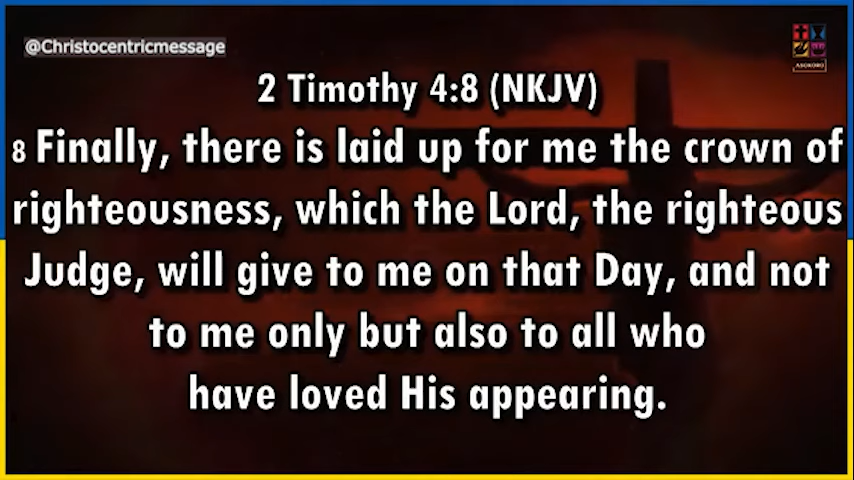 @Christocentricmessage
ASOKORO
2 Timothy 4:8 (NKJV)
8 Finally, there is laid up for me the crown of
righteousness, which the Lord, the righteous
Judge, will give to me on that Day, and not
to me only but also to all who
have loved His appearing.